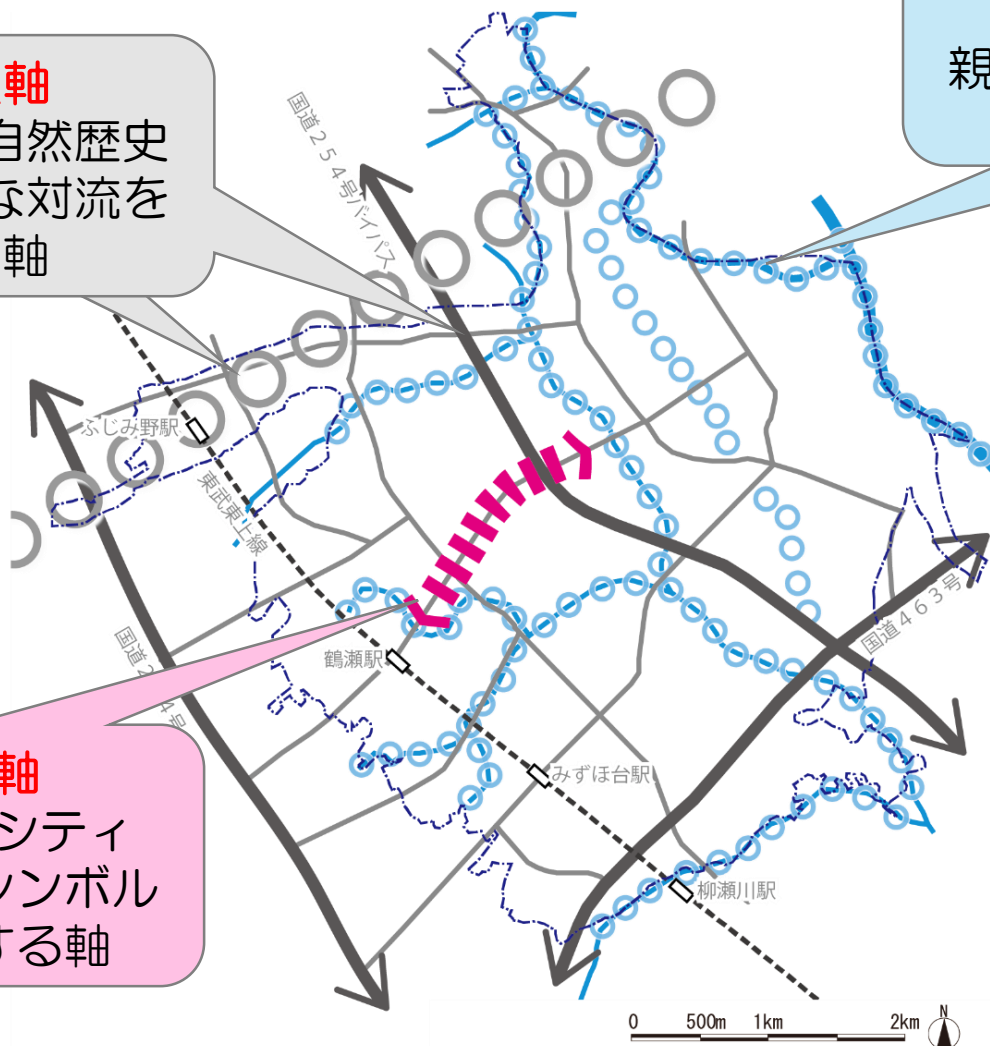 軸
自然歴史
な対流を
軸
親
国道２５４号バイパス
ふじみ野駅
東武東上線
国道2
4号
鶴瀬駅
国道４６３号
みずほ台駅
柳瀬川駅
軸
シティ
シンボル
する軸
0 500m 1km 2km
N